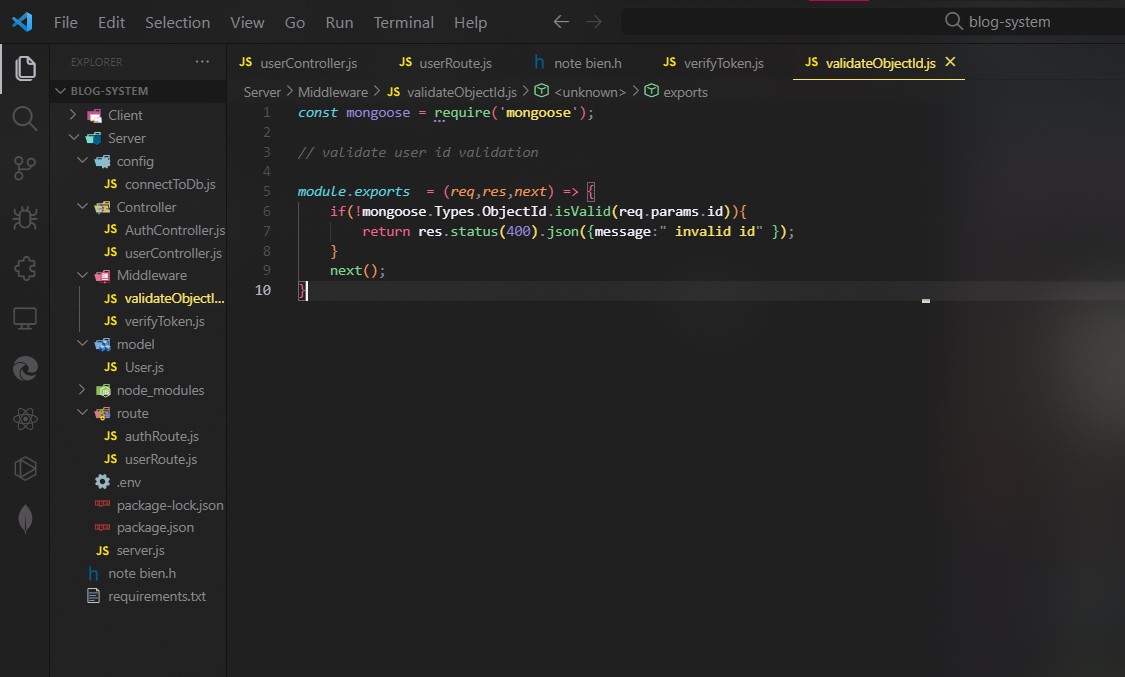 File Edit Selection View Go Run Terminal Help blog-system
EXPLORER ...
BLOG-SYSTEM
Client
Server
config
JS connectToDb.js
Controller
JS AuthController.js
JS userController.js
Middleware
JS validateObjectI...
JS verifyToken.js
model
JS User.js
node_modules
route
JS authRoute.js
JS userRoute.js
.env
package-lock.json
package.json
JS server.js
h note bien.h
requirements.txt
JS userController.js JS userRoute.js h note bien.h JS verifyToken.js JS validateObjectId.js
Server > Middleware > JS validateObjectId.js > <unknown> > exports
1 const mongoose = require('mongoose');
2
3 // validate user id validation
4
5 module.exports  = (req,res,next) => {
6 if(!mongoose.Types.ObjectId.isValid(req.params.id)){
7 return res.status(400).json({message:" invalid id" });
8 }
9 next();
10 }